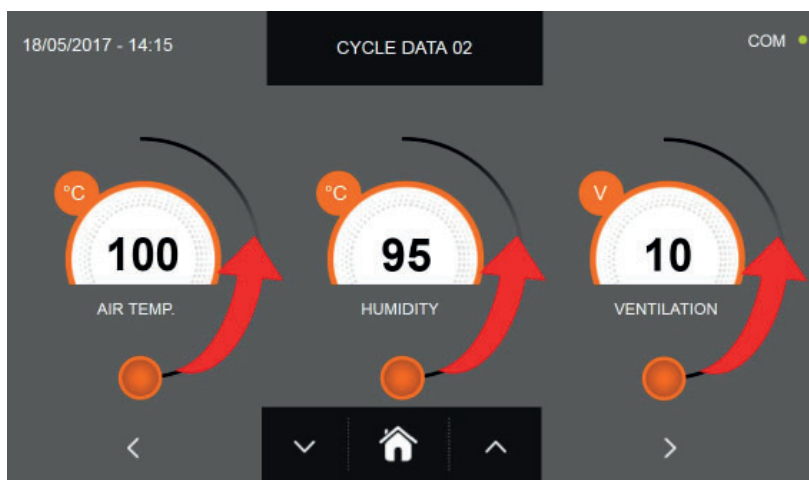 18/05/2017 - 14:15
CYCLE DATA 02
COM
°C
°C
V
100
95
10
AIR TEMP.
HUMIDITY
VENTILATION